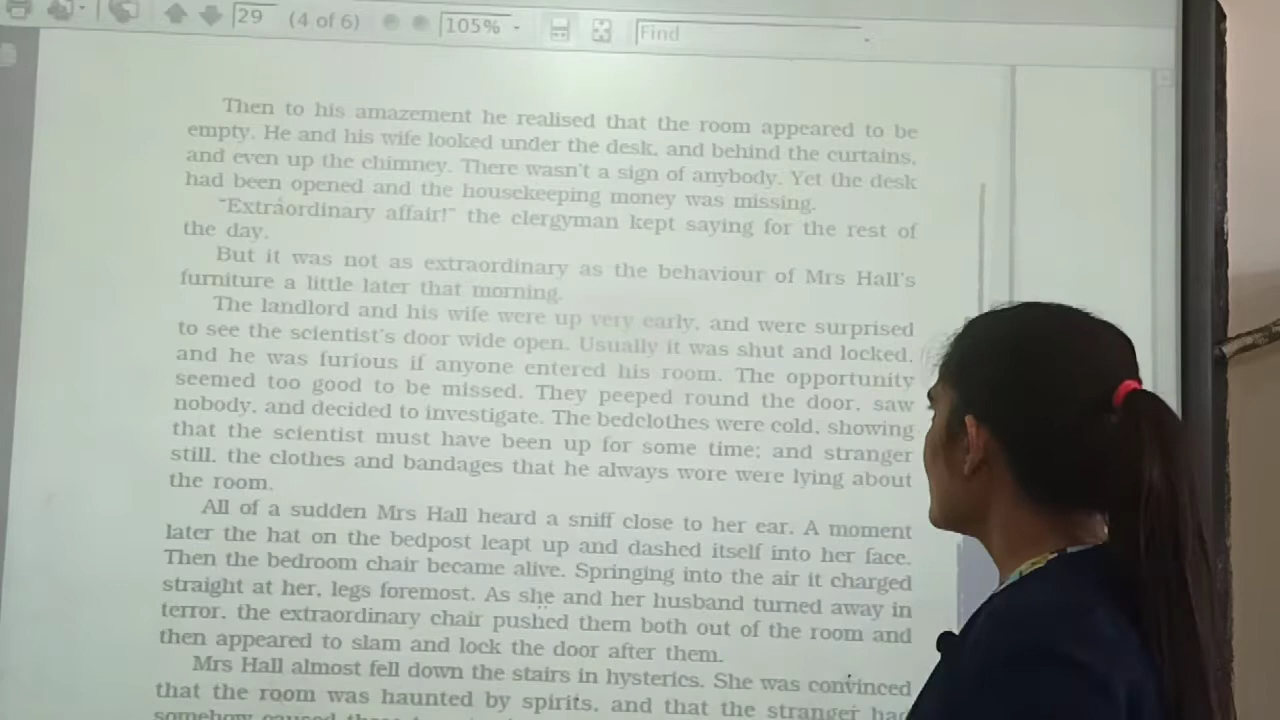 29 (4 of 6) 105% Find
Then to his amazement he realised that the room appeared to be
empty. He and his wife looked under the desk, and behind the curtains,
and even up the chimney. There wasn't a sign of anybody. Yet the desk
had been opened and the housekeeping money was missing.
"Extraordinary affair!" the clergyman kept saying for the rest of
the day.
But it was not as extraordinary as the behaviour of Mrs Hall's
furniture a little later that morning.
The landlord and his wife were up very early, and were surprised
to see the scientist's door wide open. Usually it was shut and locked,
and he was furious if anyone entered his room. The opportunity
seemed too good to be missed. They peeped round the door, saw
nobody, and decided to investigate. The bedclothes were cold, showing
that the scientist must have been up for some time; and stranger
still, the clothes and bandages that he always wore were lying about
the room.
All of a sudden Mrs Hall heard a sniff close to her ear. A moment
later the hat on the bedpost leapt up and dashed itself into her face.
Then the bedroom chair became alive. Springing into the air it charged
straight at her, legs foremost. As she and her husband turned away in
terror, the extraordinary chair pushed them both out of the room and
then appeared to slam and lock the door after them.
Mrs Hall almost fell down the stairs in hysterics. She was convinced
that the room was haunted by spirits, and that the stranger had
somehow caused